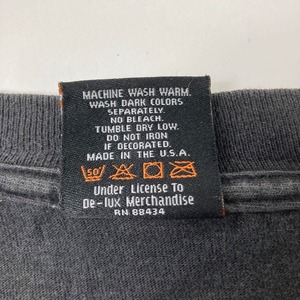 MACHINE WASH WARM.
WASH DARK COLORS
SEPARATELY.
NO BLEACH.
TUMBLE DRY LOW.
DO NOT IRON
IF DECORATED.
MADE IN THE U.S.A.
50°
Under License To
De-lux Merchandise
RN 88434